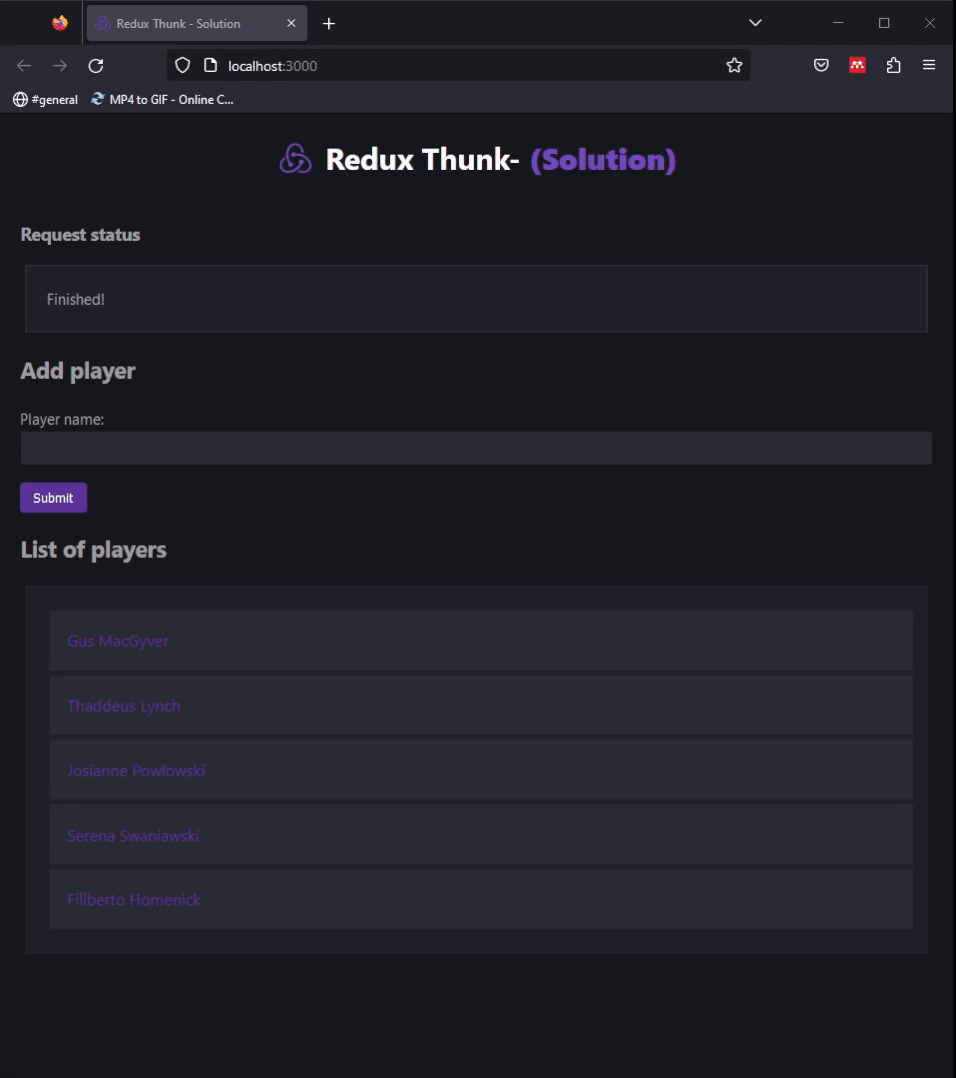 Redux Thunk - Solution
localhost:3000
#general MP4 to GIF - Online C...
Redux Thunk- (Solution)
Request status
Finished!
Add player
Player name:
Submit
List of players
Gus MacGyver
Thaddeus Lynch
Josianne Powlowski
Serena Swaniawski
Filiberto Homenick